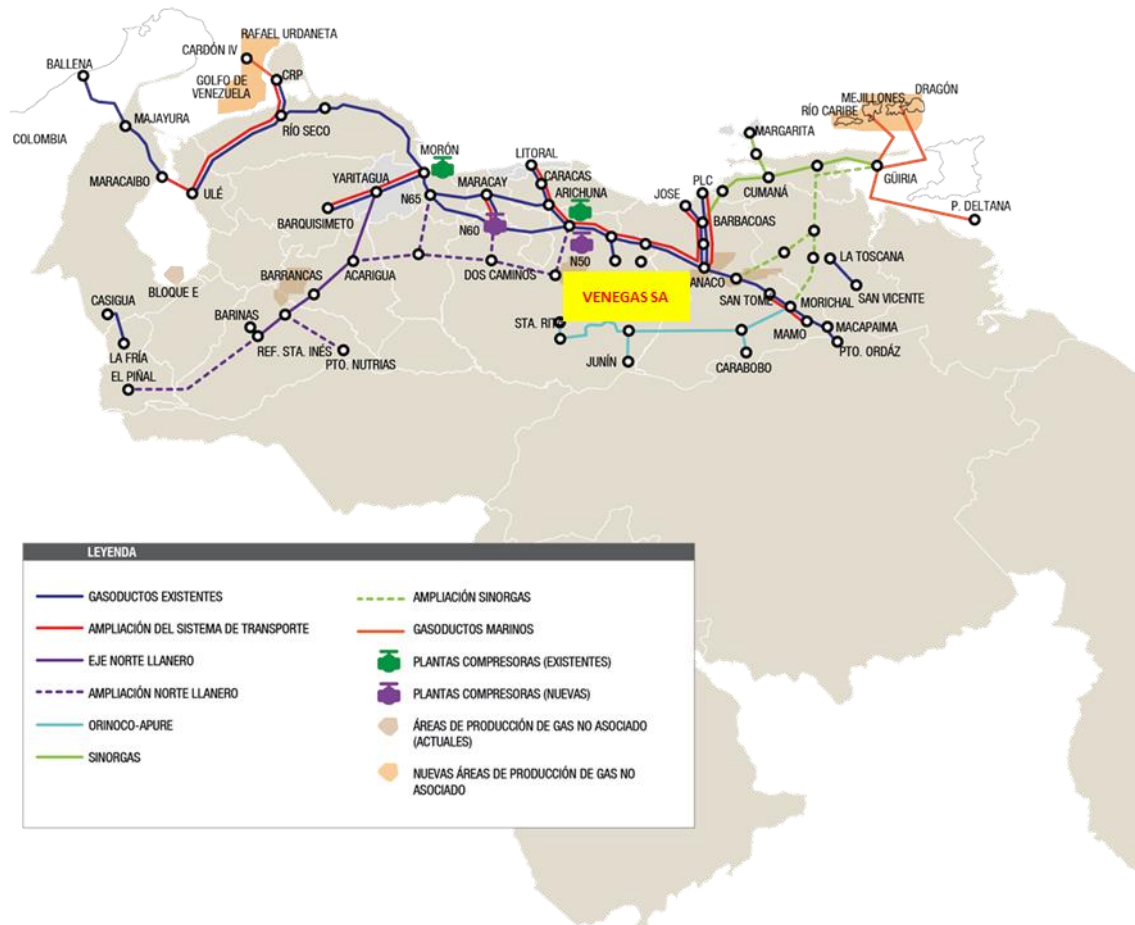 RAFAEL URDANETA
CARDÓN IV
BALLENA
CRP
GOLFO DE
VENEZUELA
MAJAYURA
COLOMBIA
RÍO SECO
MARACAIBO
ULÉ
MORÓN
YARITAGUA
BARQUISIMETO
N65
MARACAY
N60
LITORAL
CARACAS
ARICHUNA
N50
JOSE
PLC
BARBACOAS
CUMANÁ
MARGARITA
RÍO CARIBE
MEJILLONES
DRAGÓN
GÜIRIA
P. DELTANA
LA TOSCANA
SAN VICENTE
ANACO
SAN TOMÉ
MORICHAL
MAMO
MACAPAIMA
PTO. ORDÁZ
VENEGAS SA
DOS CAMINOS
ACARIGUA
BARRANCAS
BLOQUE E
CASIGUA
LA FRÍA
EL PIÑAL
BARINAS
REF. STA. INÉS
PTO. NUTRIAS
STA. RITA
JUNÍN
CARABOBO
LEYENDA
GASODUCTOS EXISTENTES
AMPLIACIÓN DEL SISTEMA DE TRANSPORTE
EJE NORTE LLANERO
AMPLIACIÓN NORTE LLANERO
ORINOCO-APURE
SINORGAS
AMPLIACIÓN SINORGAS
GASODUCTOS MARINOS
PLANTAS COMPRESORAS (EXISTENTES)
PLANTAS COMPRESORAS (NUEVAS)
ÁREAS DE PRODUCCIÓN DE GAS NO ASOCIADO
(ACTUALES)
NUEVAS ÁREAS DE PRODUCCIÓN DE GAS NO
ASOCIADO